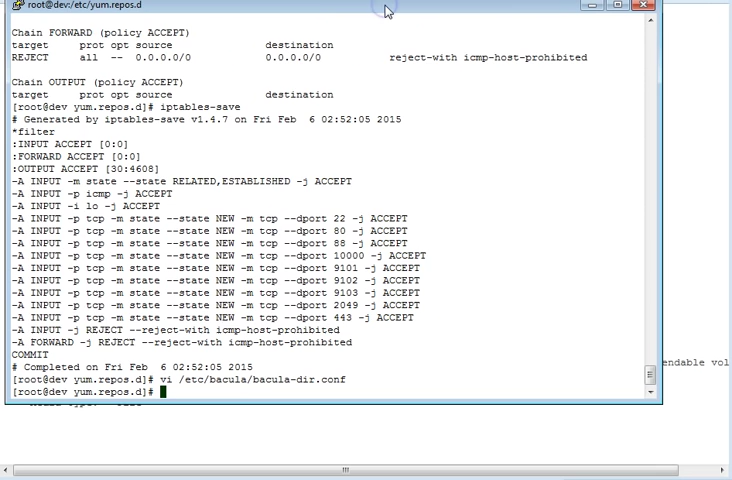 root@dev:/etc/yum.repos.d
Chain FORWARD (policy ACCEPT)
target     prot opt source               destination
REJECT     all  --  0.0.0.0/0            0.0.0.0/0            reject-with icmp-host-prohibited
Chain OUTPUT (policy ACCEPT)
target     prot opt source               destination
[root@dev yum.repos.d]# iptables-save
# Generated by iptables-save v1.4.7 on Fri Feb  6 02:52:05 2015
*filter
:INPUT ACCEPT [0:0]
:FORWARD ACCEPT [0:0]
:OUTPUT ACCEPT [30:4608]
-A INPUT -m state --state RELATED,ESTABLISHED -j ACCEPT
-A INPUT -p icmp -j ACCEPT
-A INPUT -i lo -j ACCEPT
-A INPUT -p tcp -m state --state NEW -m tcp --dport 22 -j ACCEPT
-A INPUT -p tcp -m state --state NEW -m tcp --dport 80 -j ACCEPT
-A INPUT -p tcp -m state --state NEW -m tcp --dport 88 -j ACCEPT
-A INPUT -p tcp -m state --state NEW -m tcp --dport 10000 -j ACCEPT
-A INPUT -p tcp -m state --state NEW -m tcp --dport 9101 -j ACCEPT
-A INPUT -p tcp -m state --state NEW -m tcp --dport 9102 -j ACCEPT
-A INPUT -p tcp -m state --state NEW -m tcp --dport 9103 -j ACCEPT
-A INPUT -p tcp -m state --state NEW -m tcp --dport 2049 -j ACCEPT
-A INPUT -p tcp -m state --state NEW -m tcp --dport 443 -j ACCEPT
-A INPUT -j REJECT --reject-with icmp-host-prohibited
-A FORWARD -j REJECT --reject-with icmp-host-prohibited
COMMIT
endable vol
# Completed on Fri Feb  6 02:52:05 2015
[root@dev yum.repos.d]# vi /etc/bacula/bacula-dir.conf
[root@dev yum.repos.d]#